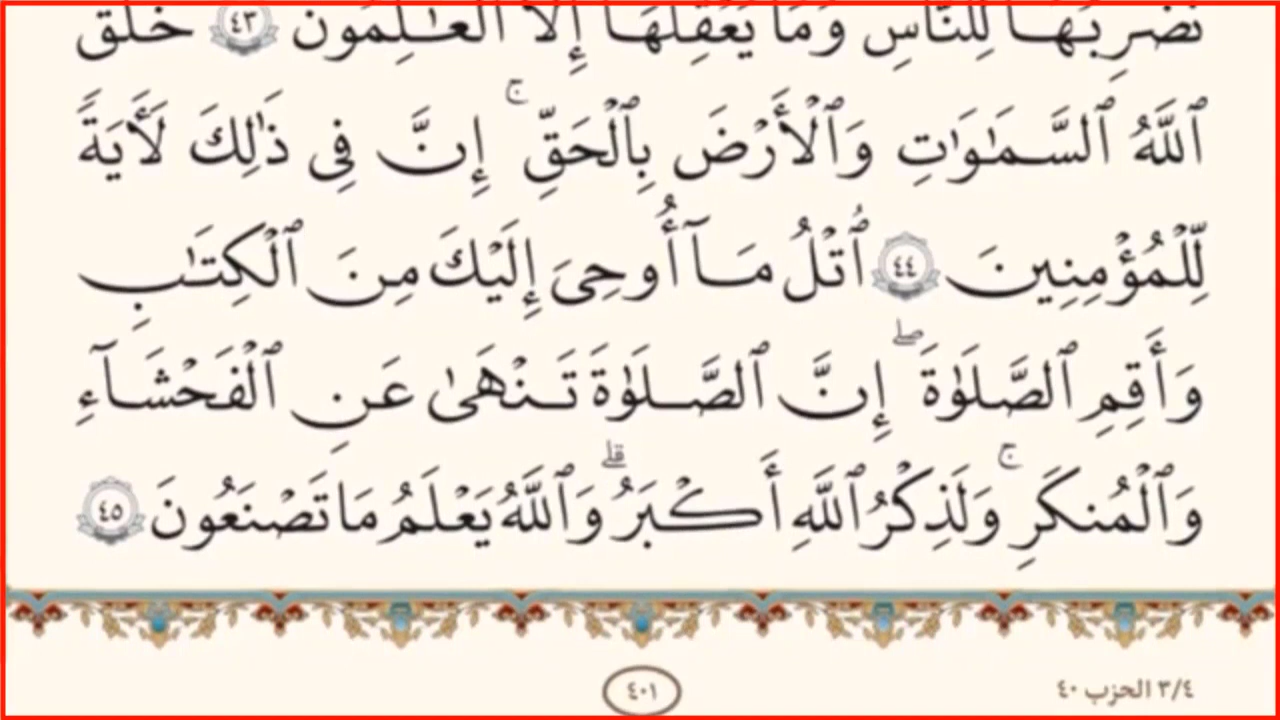 نَضْرِبُهَا لِلنَّاسِ وَمَا يَعْقِلُهَا إِلَّا ٱلْعَٰلِمُونَ ٤٣ خَلَقَ
ٱللَّهُ ٱلسَّمَٰوَٰتِ وَٱلْأَرْضَ بِٱلْحَقِّ ۚ إِنَّ فِى ذَٰلِكَ لَءَايَةً
لِّلْمُؤْمِنِينَ ٤٤ ٱتْلُ مَآ أُوحِىَ إِلَيْكَ مِنَ ٱلْكِتَٰبِ
وَأَقِمِ ٱلصَّلَوٰةَ ۖ إِنَّ ٱلصَّلَوٰةَ تَنْهَىٰ عَنِ ٱلْفَحْشَآءِ
وَٱلْمُنكَرِ ۚ وَلَذِكْرُ ٱللَّهِ أَكْبَرُ ۗ وَٱللَّهُ يَعْلَمُ مَا تَصْنَعُونَ ٤٥
٣/٤ الحزب ٤٠
٤٠١